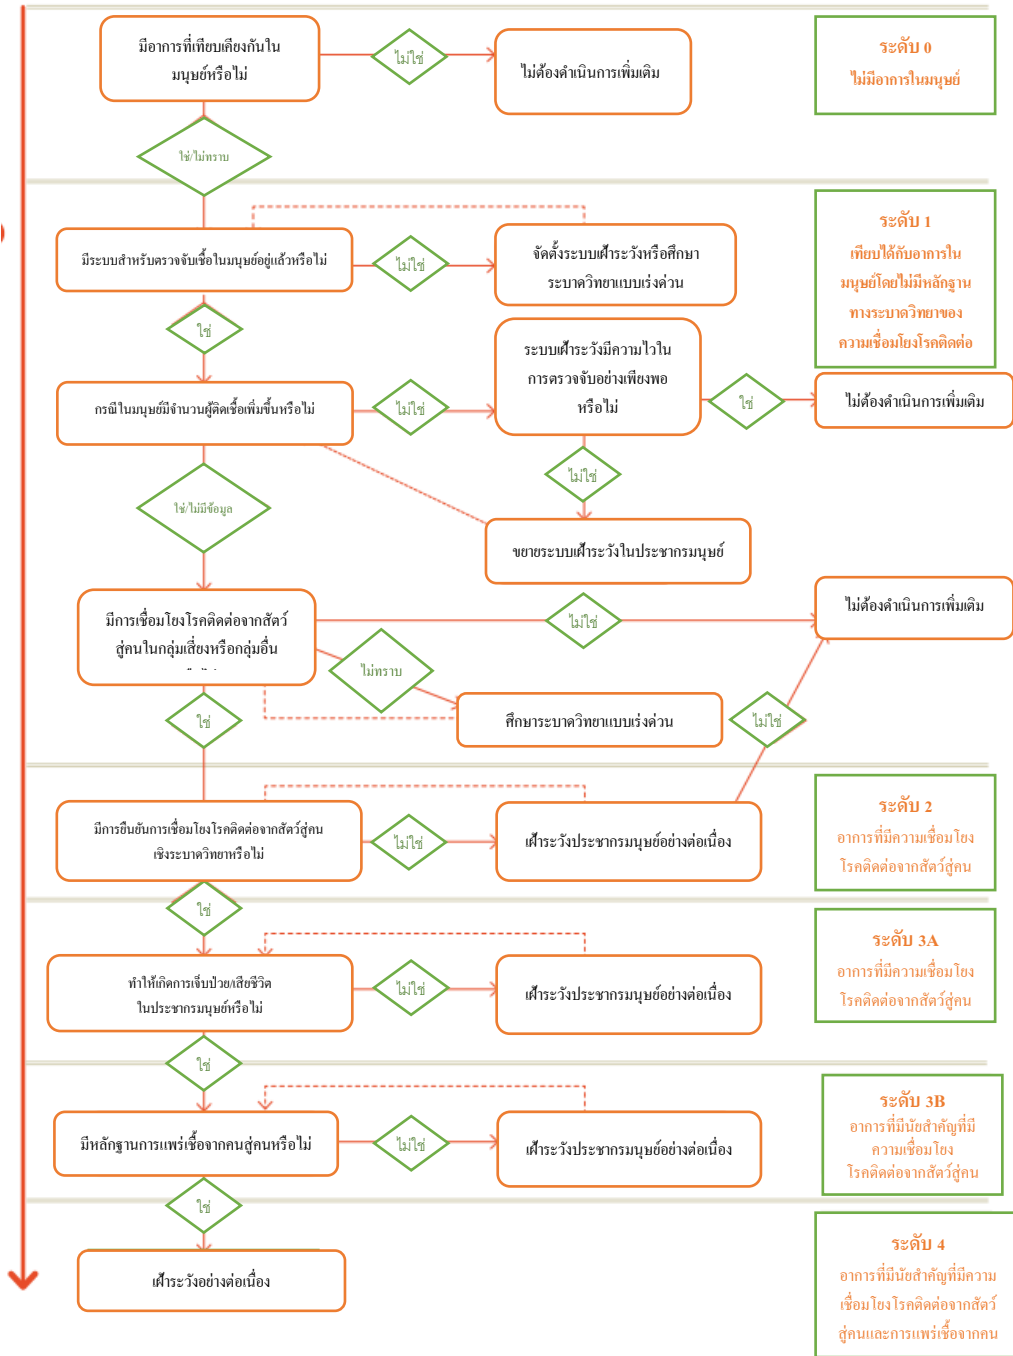 มีอาการที่เทียบเคียงกันใน
มนุษย์หรือไม่
ไม่ใช่
ไม่ต้องดำเนินการเพิ่มเติม
ระดับ 0
ไม่มีอาการในมนุษย์
ใช่/ไม่ทราบ
ระดับ 1
เทียบได้กับอาการใน
มนุษย์โดยไม่มีหลักฐาน
ทางระบาดวิทยาของ
ความเชื่อมโยงโรคติดต่อ
มีระบบสำหรับตรวจจับเชื้อในมนุษย์อยู่แล้วหรือไม่
ไม่ใช่
จัดตั้งระบบเฝ้าระวังหรือศึกษา
ระบาดวิทยาแบบเร่งด่วน
ใช่
ระบบเฝ้าระวังมีความไวใน
การตรวจจับอย่างเพียงพอ
หรือไม่
กรณีในมนุษย์มีจำนวนผู้ติดเชื้อเพิ่มขึ้นหรือไม่
ไม่ใช่
ใช่
ไม่ต้องดำเนินการเพิ่มเติม
ไม่ใช่
ใช่/ไม่มีข้อมูล
ขยายระบบเฝ้าระวังในประชากรมนุษย์
มีการเชื่อมโยงโรคติดต่อจากสัตว์
สู่คนในกลุ่มเสี่ยงหรือกลุ่มอื่น
ไม่ใช่
ไม่ต้องดำเนินการเพิ่มเติม
ไม่ทราบ
ใช่
ศึกษาระบาดวิทยาแบบเร่งด่วน
ไม่ใช่
มีการยืนยันการเชื่อมโยงโรคติดต่อจากสัตว์สู่คน
เชิงระบาดวิทยาหรือไม่
ไม่ใช่
เฝ้าระวังประชากรมนุษย์อย่างต่อเนื่อง
ระดับ 2
อาการที่มีความเชื่อมโยง
โรคติดต่อจากสัตว์สู่คน
ใช่
ระดับ 3A
อาการที่มีความเชื่อมโยง
โรคติดต่อจากสัตว์สู่คน
ทำให้เกิดการเจ็บป่วย/เสียชีวิต
ในประชากรมนุษย์หรือไม่
ไม่ใช่
เฝ้าระวังประชากรมนุษย์อย่างต่อเนื่อง
ใช่
ระดับ 3B
อาการที่มีนัยสำคัญที่มี
ความเชื่อมโยง
โรคติดต่อจากสัตว์สู่คน
มีหลักฐานการแพร่เชื้อจากคนสู่คนหรือไม่
ไม่ใช่
เฝ้าระวังประชากรมนุษย์อย่างต่อเนื่อง
ใช่
เฝ้าระวังอย่างต่อเนื่อง
ระดับ 4
อาการที่มีนัยสำคัญที่มีความ
เชื่อมโยงโรคติดต่อจากสัตว์
สู่คนและการแพร่เชื้อจากคน